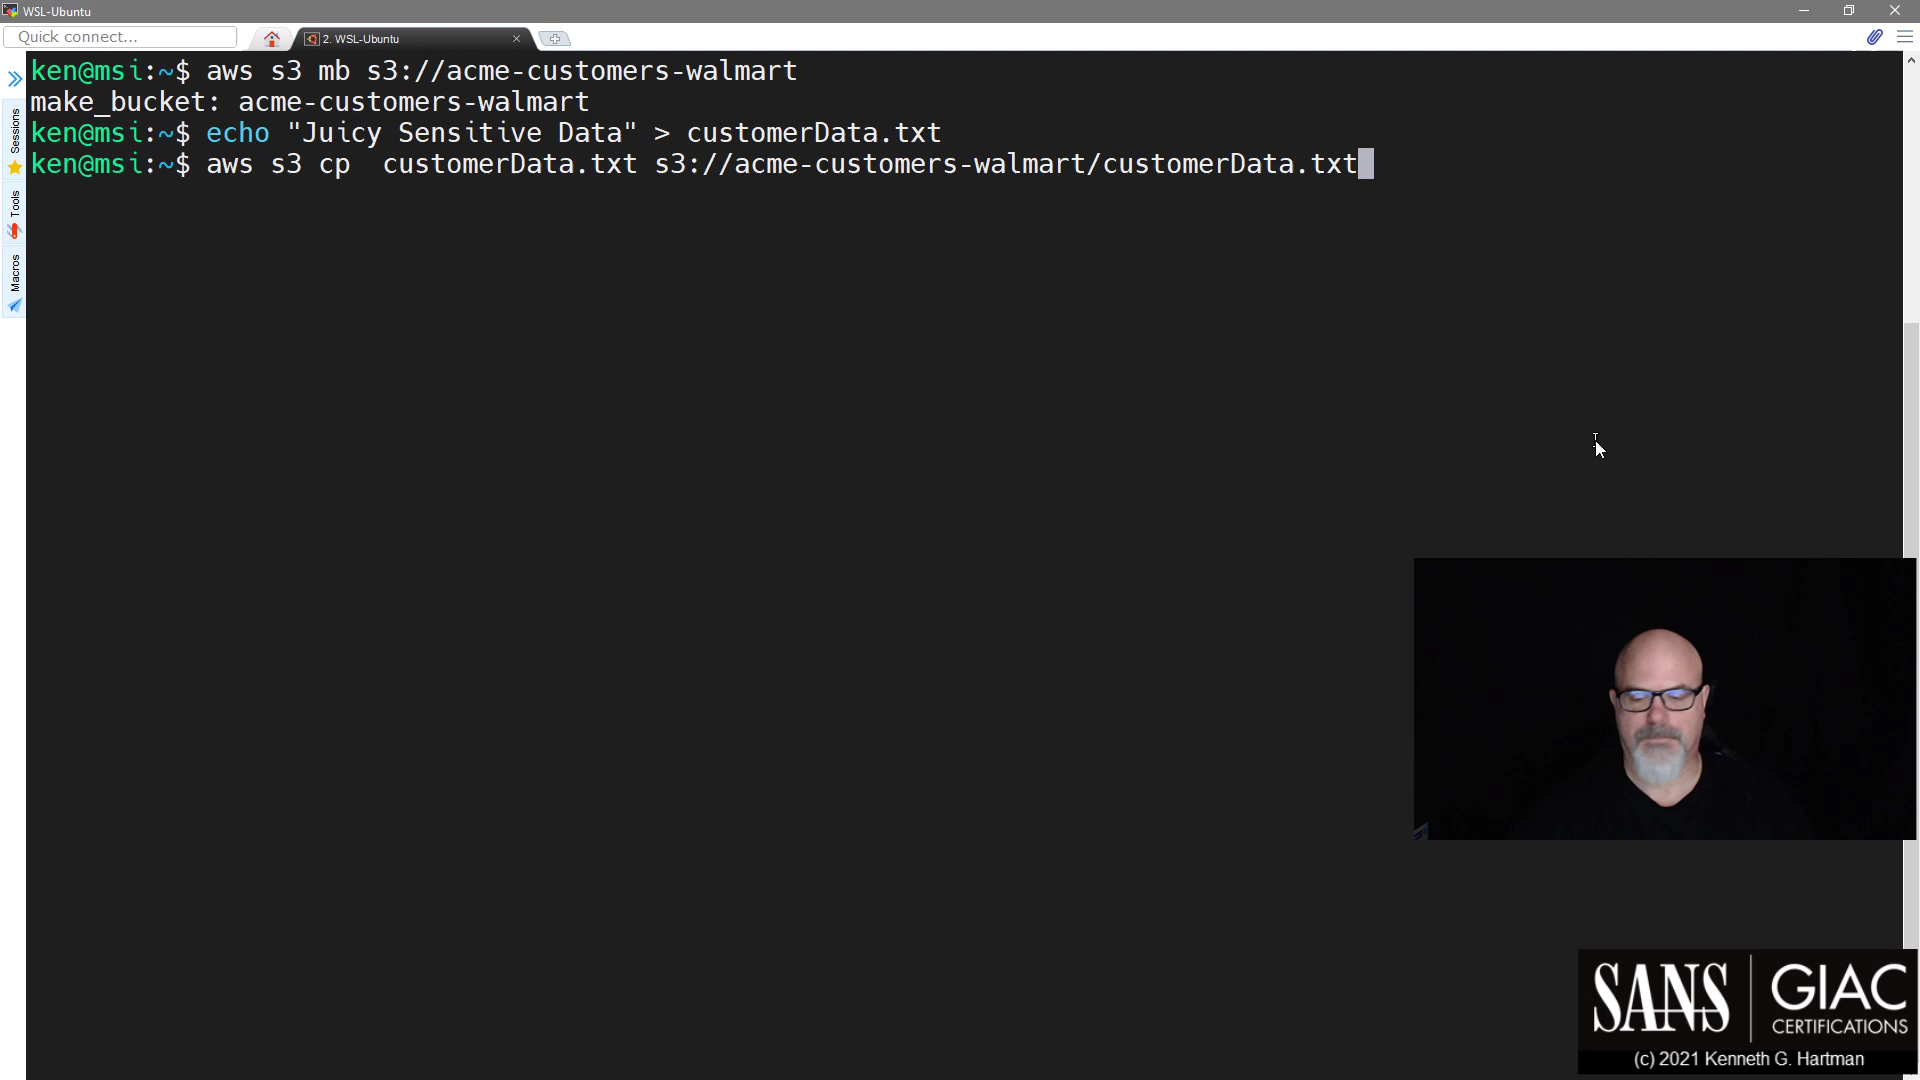 WSL-Ubuntu
Quick connect...
2. WSL-Ubuntu
Sessions
Tools
Macros
ken@msi:~$ aws s3 mb s3://acme-customers-walmart
make_bucket: acme-customers-walmart
ken@msi:~$ echo "Juicy Sensitive Data" > customerData.txt
ken@msi:~$ aws s3 cp  customerData.txt s3://acme-customers-walmart/customerData.txt
SANS
GIAC
CERTIFICATIONS
(c) 2021 Kenneth G. Hartman